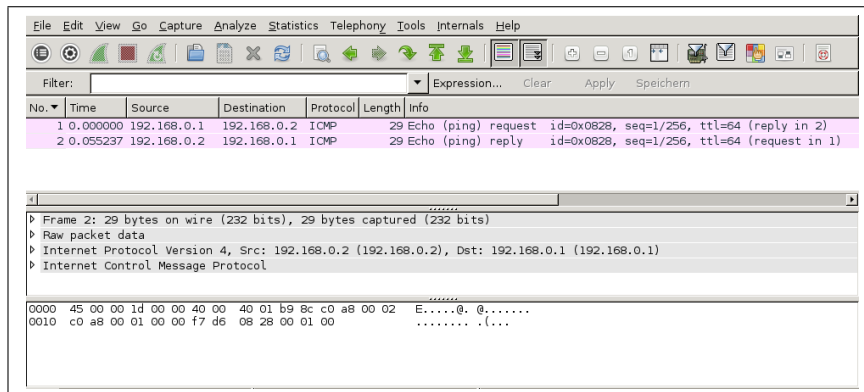 File Edit View Go Capture Analyze Statistics Telephony Tools Internals Help
Filter: Expression... Clear Apply Speichern
No. Time Source Destination Protocol Length Info
1 0.000000 192.168.0.1 192.168.0.2 ICMP 29 Echo (ping) request id=0x0828, seq=1/256, ttl=64 (reply in 2)
2 0.055237 192.168.0.2 192.168.0.1 ICMP 29 Echo (ping) reply id=0x0828, seq=1/256, ttl=64 (request in 1)
Frame 2: 29 bytes on wire (232 bits), 29 bytes captured (232 bits)
Raw packet data
Internet Protocol Version 4, Src: 192.168.0.2 (192.168.0.2), Dst: 192.168.0.1 (192.168.0.1)
Internet Control Message Protocol
0000 45 00 00 1d 00 00 40 00 40 01 b9 8c c0 a8 00 02 E.....@. @.......
0010 c0 a8 00 01 00 00 f7 d6 08 28 00 01 00 ........ .(...